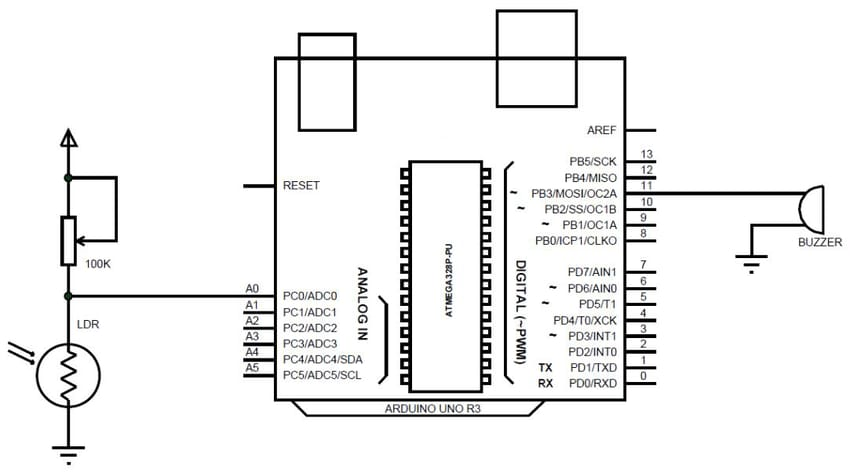 AREF
13
PB5/SCK
12
PB4/MISO
11
RESET
~ PB3/MOSI/OC2A
10
~ PB2/SS/OC1B
9
~ PB1/OC1A
8
PB0/ICP1/CLKO
BUZZER
100K
7
PD7/AIN1
6
~ PD6/AIN0
5
~ PD5/T1
4
PD4/T0/XCK
3
~ PD3/INT1
2
PD2/INT0
1
TX PD1/TXD
0
RX PD0/RXD
A0
PC0/ADC0
A1
PC1/ADC1
A2
PC2/ADC2
A3
PC3/ADC3
A4
PC4/ADC4/SDA
A5
PC5/ADC5/SCL
LDR
ANALOG IN
ATMEGA328P-PU
DIGITAL (~PWM)
ARDUINO UNO R3